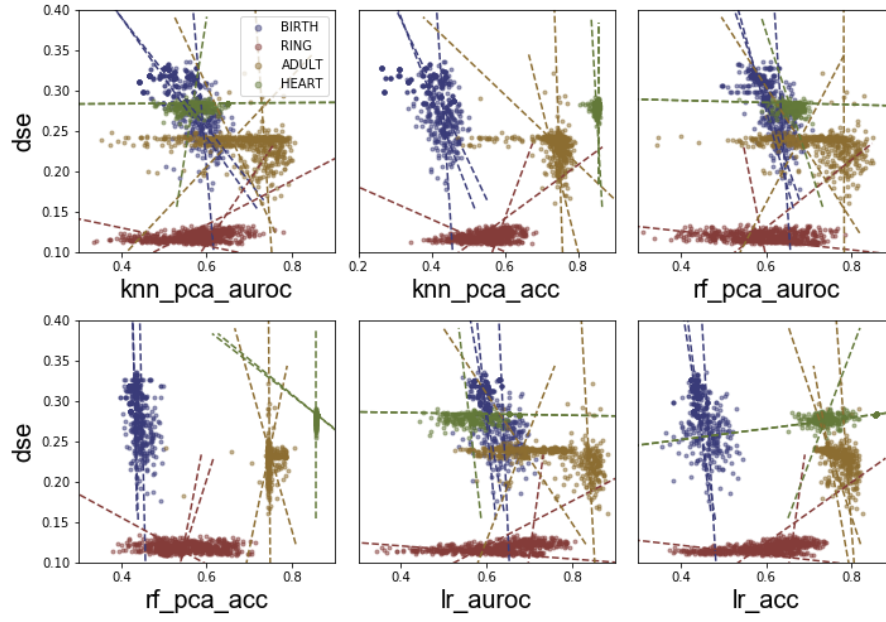 0.40
0.35
0.30
0.25
0.20
0.15
0.10
dse
BIRTH
RING
ADULT
HEART
0.4 0.6 0.8
knn_pca_auroc
0.2 0.4 0.6 0.8
knn_pca_acc
0.4 0.6 0.8
rf_pca_auroc
0.40
0.35
0.30
0.25
0.20
0.15
0.10
dse
0.4 0.6 0.8
rf_pca_acc
0.4 0.6 0.8
lr_auroc
0.4 0.6 0.8
lr_acc